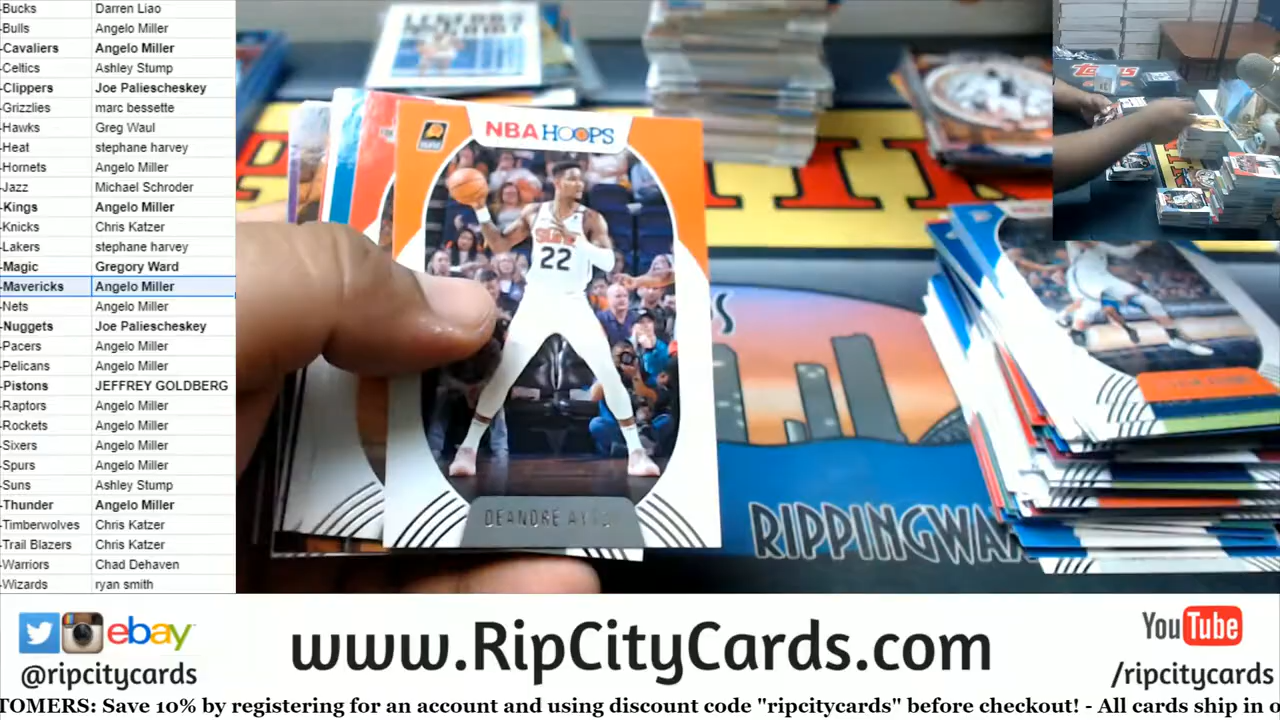 -Bucks Darren Liao
-Bulls Angelo Miller
-Cavaliers Angelo Miller
-Celtics Ashley Stump
-Clippers Joe Paliescheskey
-Grizzlies marc bessette
-Hawks Greg Waul
-Heat stephane harvey
-Hornets Angelo Miller
-Jazz Michael Schroder
-Kings Angelo Miller
-Knicks Chris Katzer
-Lakers stephane harvey
-Magic Gregory Ward
-Mavericks Angelo Miller
-Nets Angelo Miller
-Nuggets Joe Paliescheskey
-Pacers Angelo Miller
-Pelicans Angelo Miller
-Pistons JEFFREY GOLDBERG
-Raptors Angelo Miller
-Rockets Angelo Miller
-Sixers Angelo Miller
-Spurs Angelo Miller
-Suns Ashley Stump
-Thunder Angelo Miller
-Timberwolves Chris Katzer
-Trail Blazers Chris Katzer
-Warriors Chad Dehaven
-Wizards ryan smith
NBA HOOPS
SUNS
22
DEANDRE
RIPPINGWA
Topps
ebay
@ripcitycards
www.RipCityCards.com
YouTube
/ripcitycards
TOMERS: Save 10% by registering for an account and using discount code "ripcitycards" before checkout! - All cards ship in o